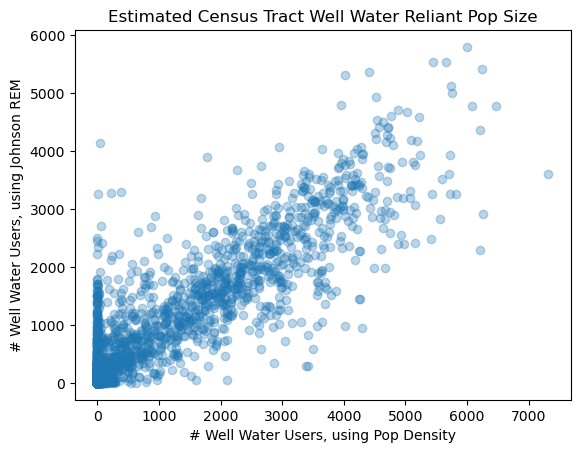 Estimated Census Tract Well Water Reliant Pop Size
# Well Water Users, using Johnson REM
6000
5000
4000
3000
2000
1000
0
0 1000 2000 3000 4000 5000 6000 7000
# Well Water Users, using Pop Density